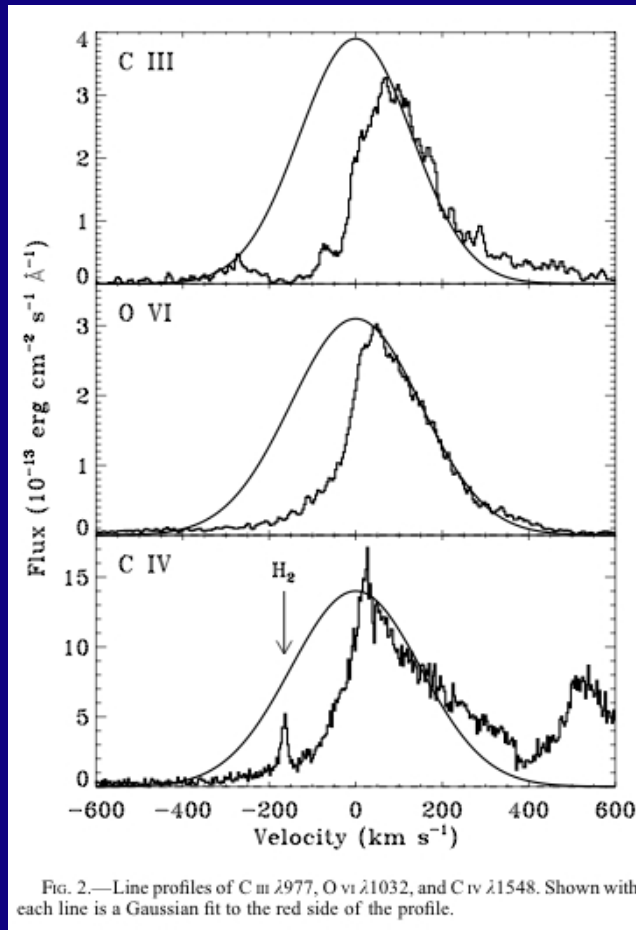 4
C III
3
2
1
0
O VI
3
2
1
0
C IV
H₂
15
10
5
0
Flux (10⁻¹³ erg cm⁻² s⁻¹ Å⁻¹)
−600 −400 −200 0 200 400 600
Velocity (km s⁻¹)
FIG. 2.—Line profiles of C III λ977, O VI λ1032, and C IV λ1548. Shown with
each line is a Gaussian fit to the red side of the profile.